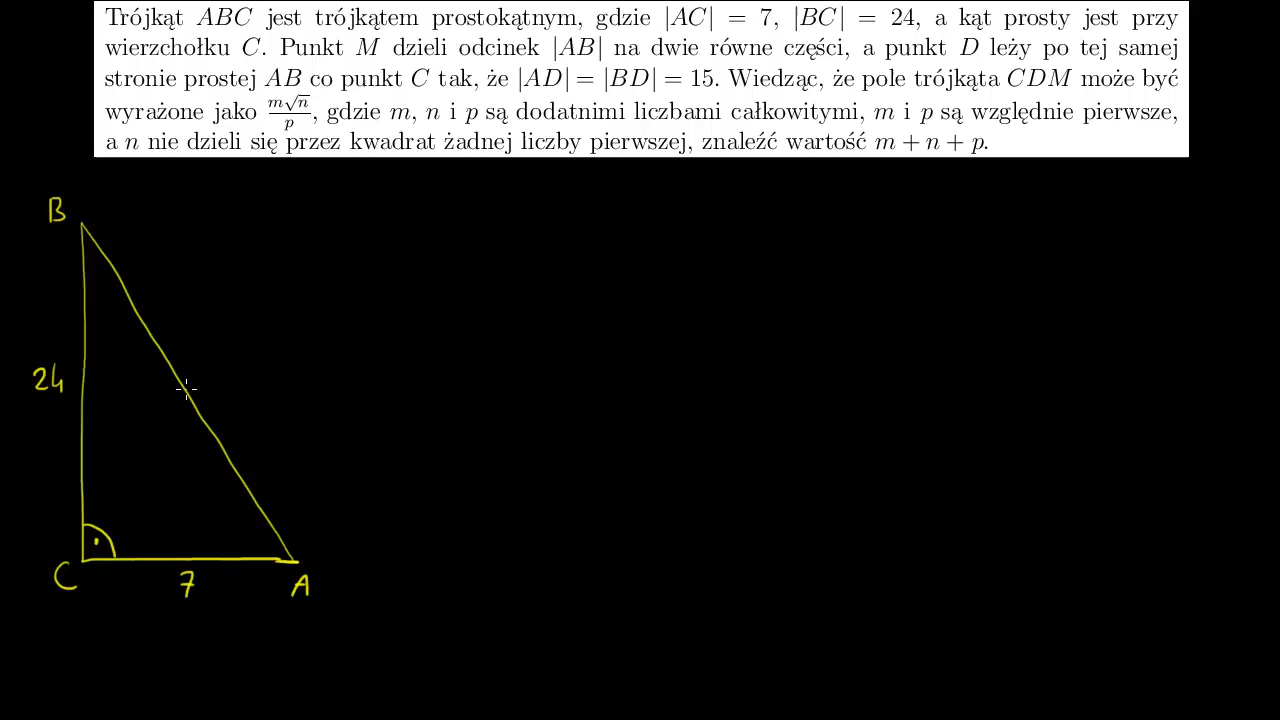 Trójkąt ABC jest trójkątem prostokątnym, gdzie |AC| = 7, |BC| = 24, a kąt prosty jest przy
wierzchołku C. Punkt M dzieli odcinek |AB| na dwie równe części, a punkt D leży po tej samej
stronie prostej AB co punkt C tak, że |AD| = |BD| = 15. Wiedząc, że pole trójkąta CDM może być
wyrażone jako \frac{m\sqrt{n}}{p}, gdzie m, n i p są dodatnimi liczbami całkowitymi, m i p są względnie pierwsze,
a n nie dzieli się przez kwadrat żadnej liczby pierwszej, znaleźć wartość m + n + p.
B
24
C
7
A